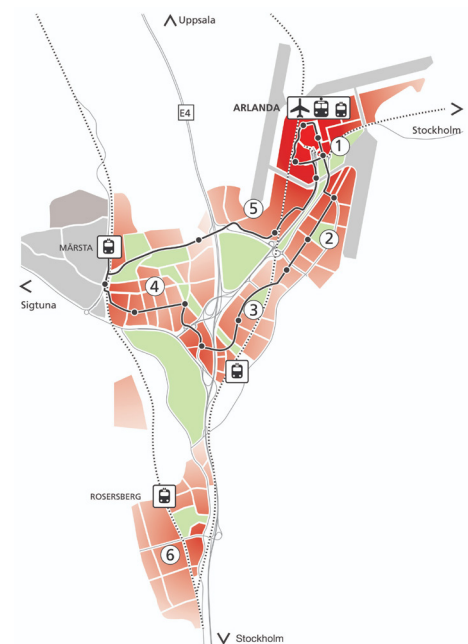 Uppsala
E4
ARLANDA
Stockholm
1
5
2
MÄRSTA
4
Sigtuna
3
ROSERSBERG
6
Stockholm